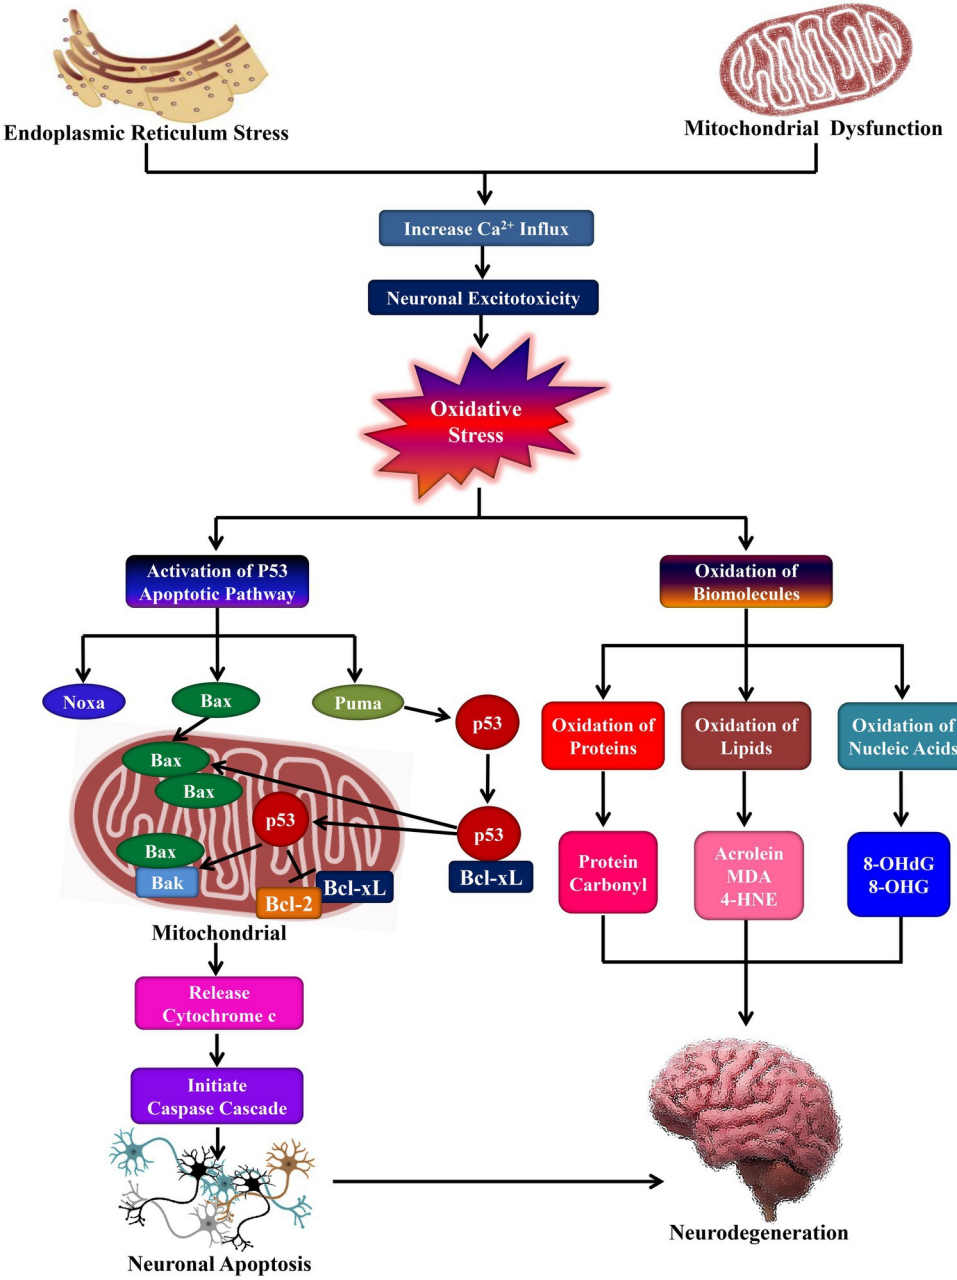 Endoplasmic Reticulum Stress
Mitochondrial Dysfunction
Increase Ca²⁺ Influx
Neuronal Excitotoxicity
Oxidative
Stress
Activation of P53
Apoptotic Pathway
Oxidation of
Biomolecules
Noxa
Bax
Puma
p53
Oxidation of
Proteins
Oxidation of
Lipids
Oxidation of
Nucleic Acids
Bax
Bax
p53
p53
Bcl-xL
Bax
Bak
Bcl-xL
Bcl-2
Protein
Carbonyl
Acrolein
MDA
4-HNE
8-OHdG
8-OHG
Mitochondrial
Release
Cytochrome c
Initiate
Caspase Cascade
Neuronal Apoptosis
Neurodegeneration